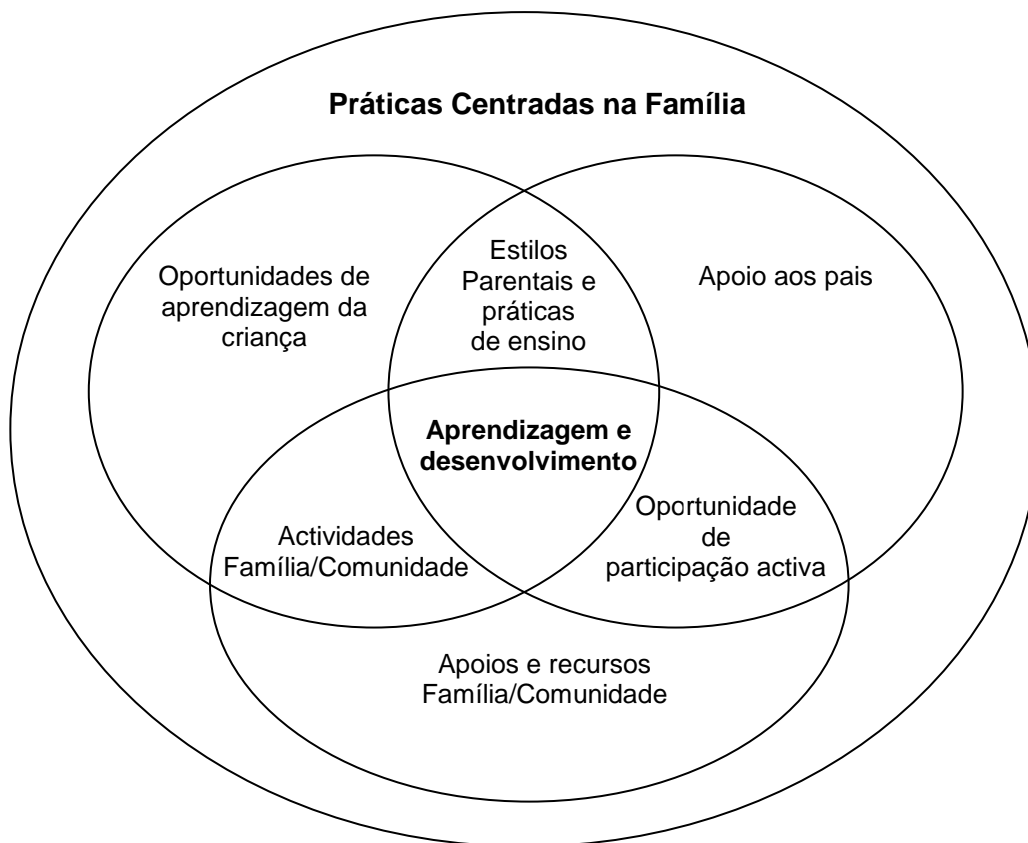 Práticas Centradas na Família
Oportunidades de
aprendizagem da
criança
Estilos
Parentais e
práticas
de ensino
Apoio aos pais
Aprendizagem e
desenvolvimento
Actividades
Família/Comunidade
Oportunidade
de
participação activa
Apoios e recursos
Família/Comunidade